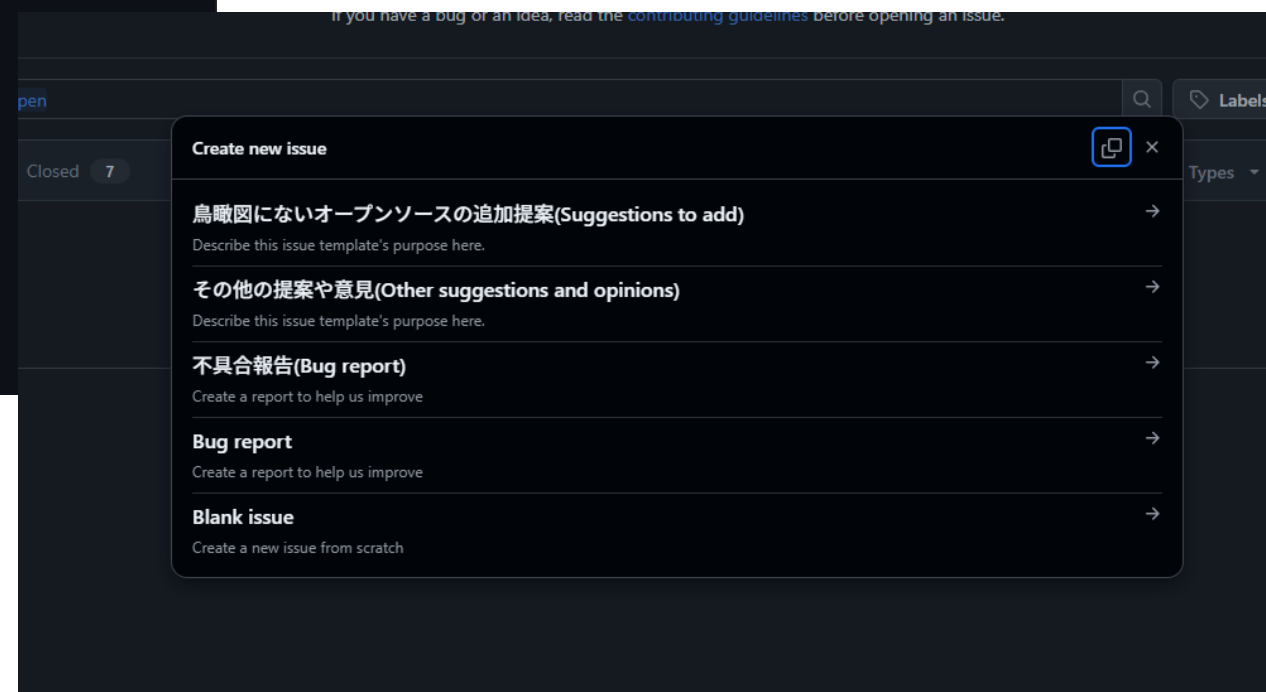 If you have a bug or an idea, read the contributing guidelines before opening an issue.
pen
Labels
Create new issue
Closed 7
Types
鳥瞰図にないオープンソースの追加提案(Suggestions to add)
Describe this issue template's purpose here.
その他の提案や意見(Other suggestions and opinions)
Describe this issue template's purpose here.
不具合報告(Bug report)
Create a report to help us improve
Bug report
Create a report to help us improve
Blank issue
Create a new issue from scratch